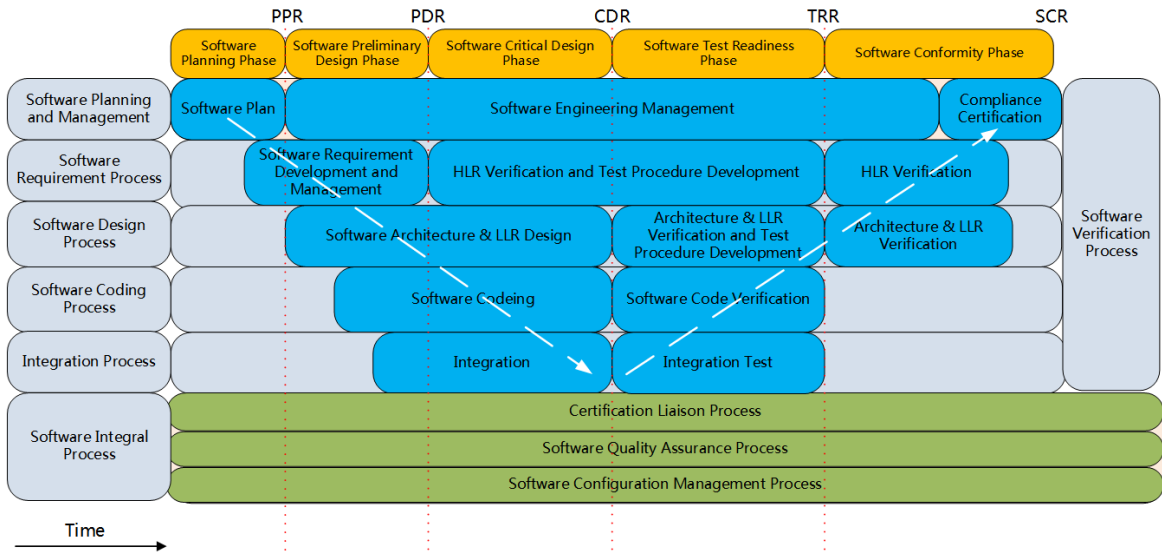 PPR
PDR
CDR
TRR
SCR
Software
Planning Phase
Software Preliminary
Design Phase
Software Critical Design
Phase
Software Test Readiness
Phase
Software Conformity Phase
Software Planning
and Management
Software Plan
Software Engineering Management
Compliance
Certification
Software
Requirement Process
Software Requirement
Development and
Management
HLR Verification and Test Procedure Development
HLR Verification
Software Design
Process
Software Architecture & LLR Design
Architecture & LLR
Verification and Test
Procedure Development
Architecture & LLR
Verification
Software
Verification
Process
Software Coding
Process
Software Codeing
Software Code Verification
Integration Process
Integration
Integration Test
Software Integral
Process
Certification Liaison Process
Software Quality Assurance Process
Software Configuration Management Process
Time